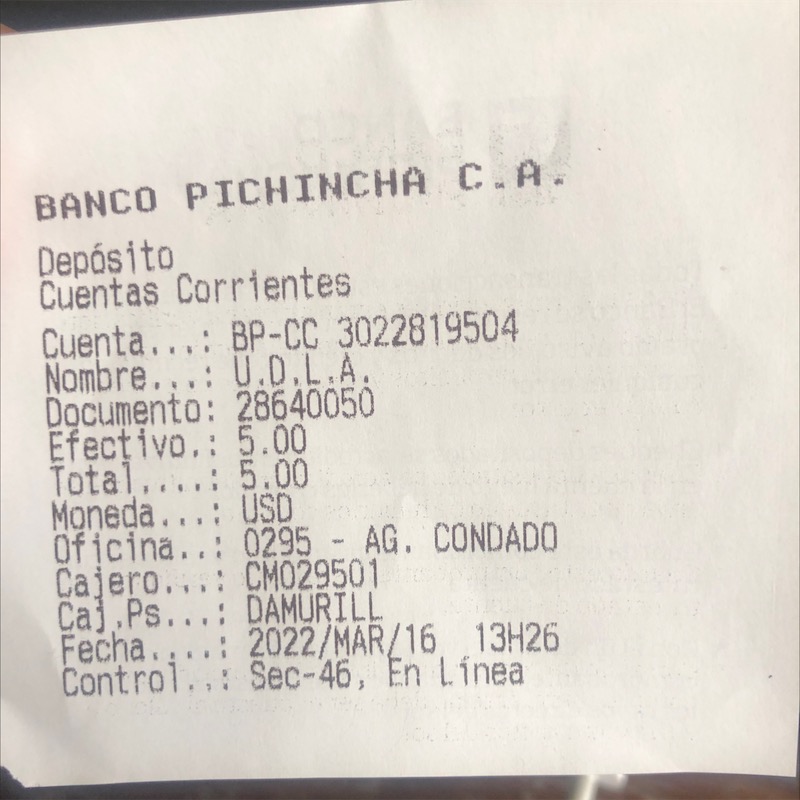 BANCO PICHINCHA C.A.
Depósito
Cuentas Corrientes
Cuenta...: BP-CC 3022819504
Nombre...: U.D.L.A.
Documento: 28640050
Efectivo.: 5.00
Total....: 5.00
Moneda...: USD
Oficina..: 0295 - AG. CONDADO
Cajero...: CM029501
Caj.Ps...: DAMURILL
Fecha....: 2022/MAR/16 13H26
Control..: Sec-46, En Línea